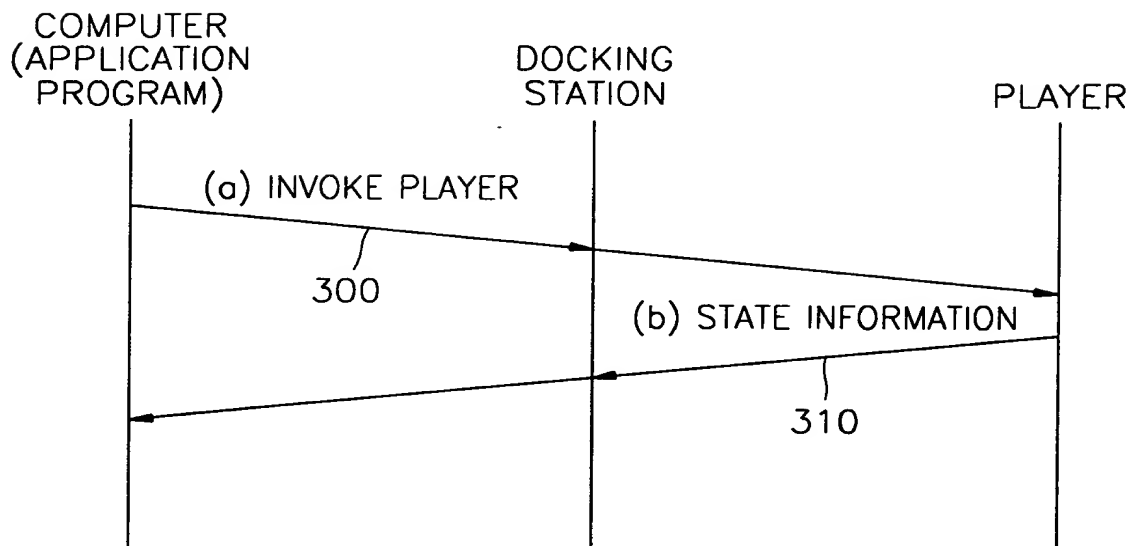 COMPUTER
(APPLICATION
PROGRAM)
DOCKING
STATION
PLAYER
(a) INVOKE PLAYER
300
(b) STATE INFORMATION
310